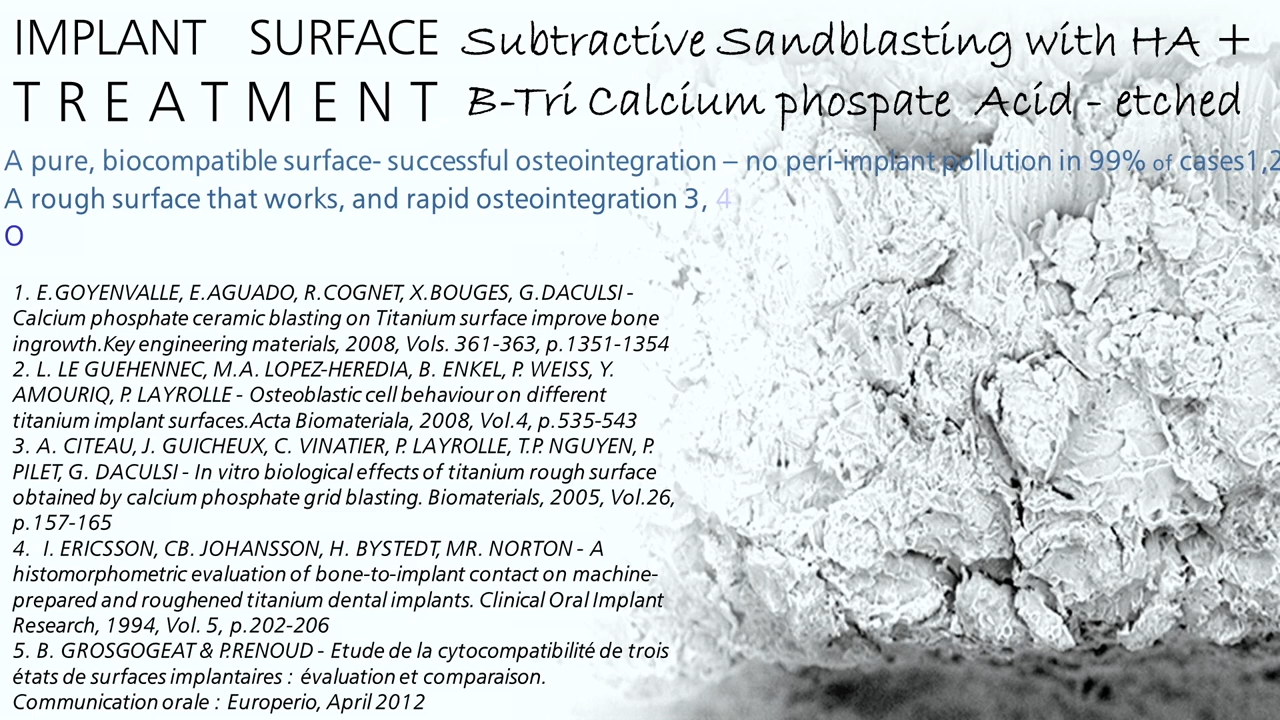 IMPLANT SURFACE
TREATMENT
Subtractive Sandblasting with HA +
B-Tri Calcium phospate Acid - etched
A pure, biocompatible surface- successful osteointegration – no peri-implant pollution in 99% of cases1,2
A rough surface that works, and rapid osteointegration 3, 4
O
1. E.GOYENVALLE, E.AGUADO, R.COGNET, X.BOUGES, G.DACULSI -
Calcium phosphate ceramic blasting on Titanium surface improve bone
ingrowth.Key engineering materials, 2008, Vols. 361-363, p.1351-1354
2. L. LE GUEHENNEC, M.A. LOPEZ-HEREDIA, B. ENKEL, P. WEISS, Y.
AMOURIQ, P. LAYROLLE - Osteoblastic cell behaviour on different
titanium implant surfaces.Acta Biomateriala, 2008, Vol.4, p.535-543
3. A. CITEAU, J. GUICHEUX, C. VINATIER, P. LAYROLLE, T.P. NGUYEN, P.
PILET, G. DACULSI - In vitro biological effects of titanium rough surface
obtained by calcium phosphate grid blasting. Biomaterials, 2005, Vol.26,
p.157-165
4. I. ERICSSON, CB. JOHANSSON, H. BYSTEDT, MR. NORTON - A
histomorphometric evaluation of bone-to-implant contact on machine-
prepared and roughened titanium dental implants. Clinical Oral Implant
Research, 1994, Vol. 5, p.202-206
5. B. GROSGOGEAT & P.RENOUD - Etude de la cytocompatibilité de trois
états de surfaces implantaires : évaluation et comparaison.
Communication orale : Europerio, April 2012